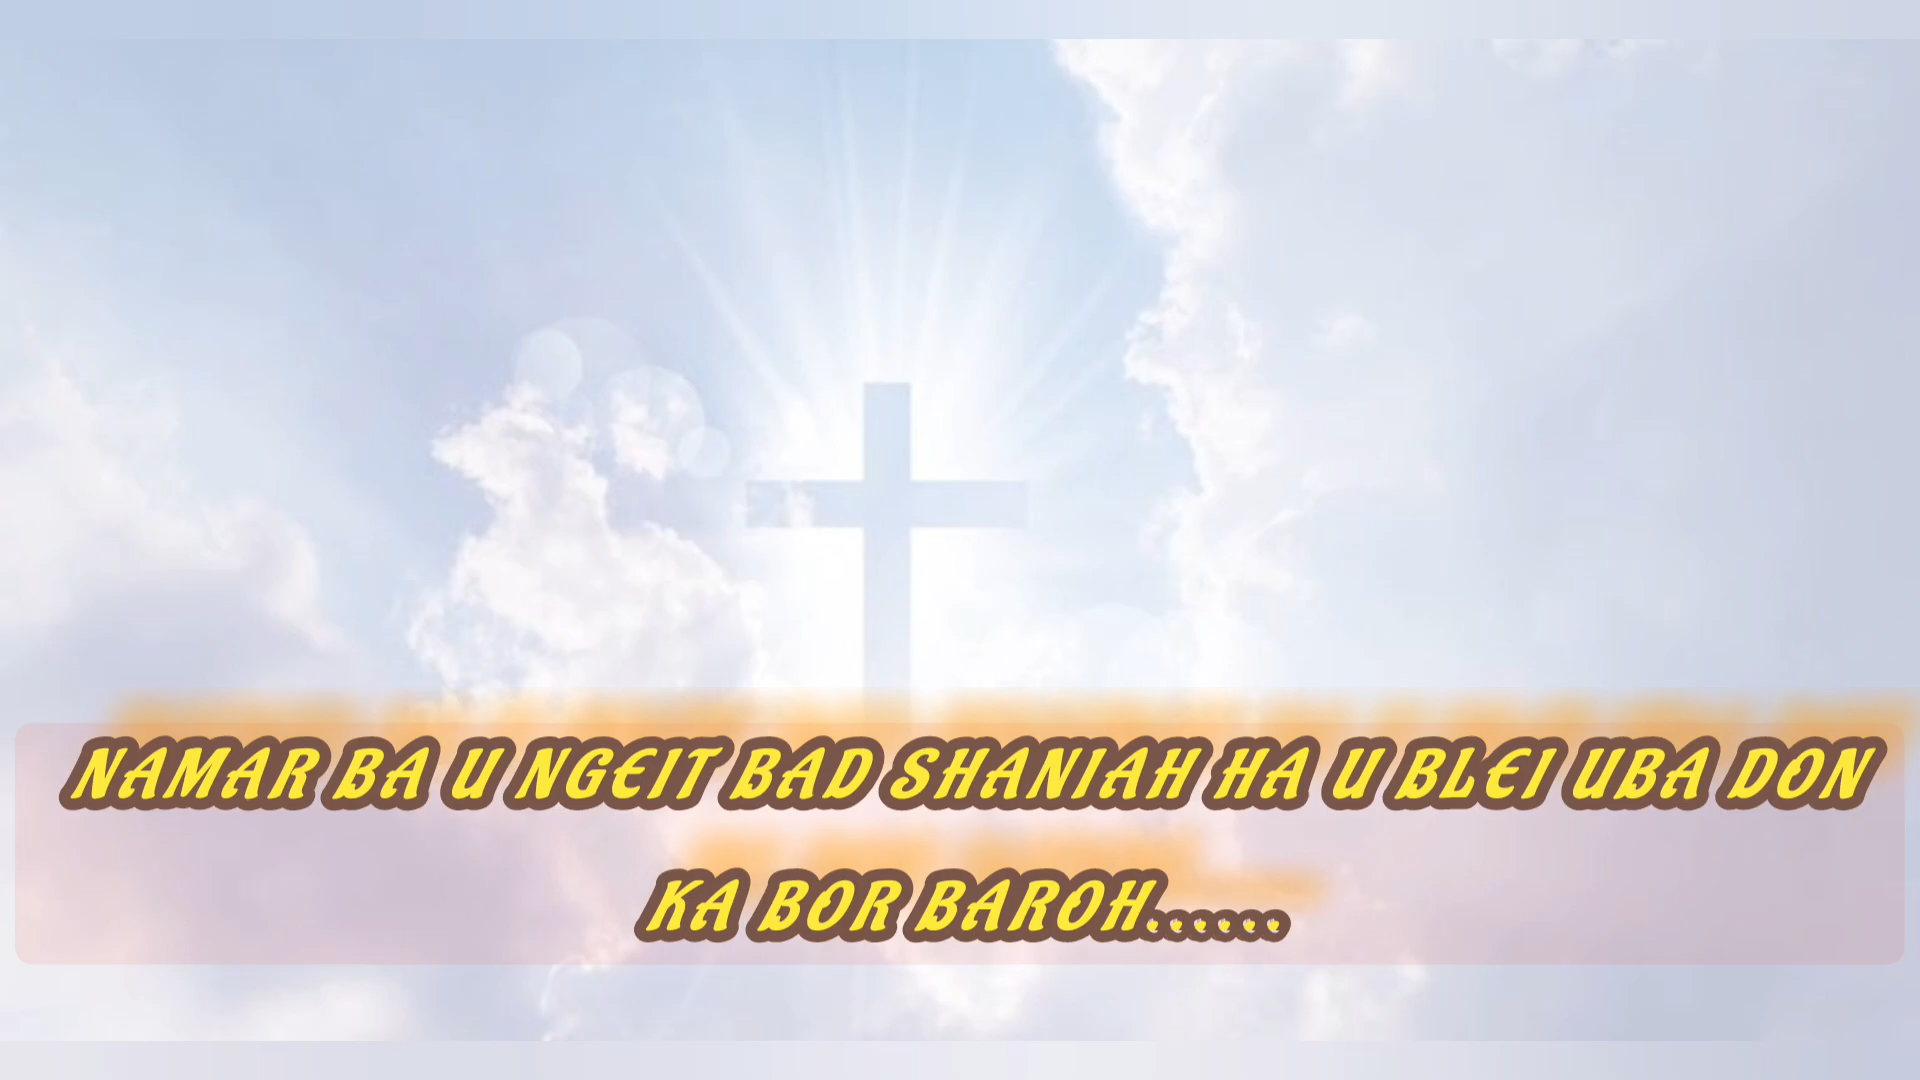 NAMAR BA U NGEIT BAD SHANIAH HA U BLEI UBA DON
KA BOR BAROH......